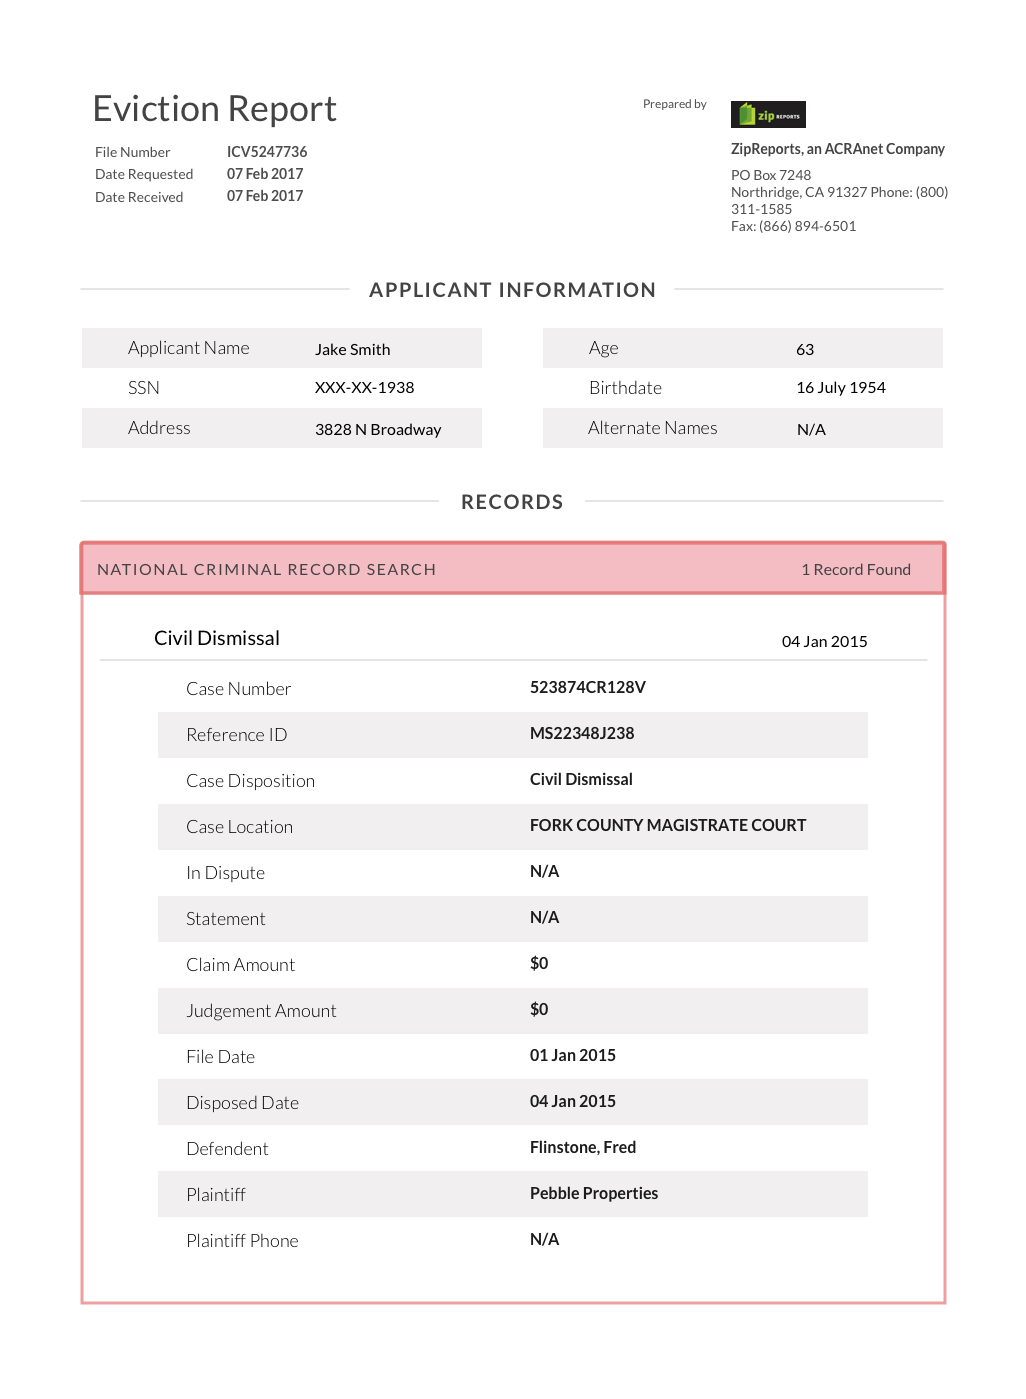 Eviction Report
File Number ICV5247736
Date Requested 07 Feb 2017
Date Received 07 Feb 2017
Prepared by
zip REPORTS
ZipReports, an ACRAnet Company
PO Box 7248
Northridge, CA 91327 Phone: (800)
311-1585
Fax: (866) 894-6501
APPLICANT INFORMATION
Applicant Name Jake Smith
SSN XXX-XX-1938
Address 3828 N Broadway
Age 63
Birthdate 16 July 1954
Alternate Names N/A
RECORDS
NATIONAL CRIMINAL RECORD SEARCH 1 Record Found
Civil Dismissal 04 Jan 2015
Case Number 523874CR128V
Reference ID MS22348J238
Case Disposition Civil Dismissal
Case Location FORK COUNTY MAGISTRATE COURT
In Dispute N/A
Statement N/A
Claim Amount $0
Judgement Amount $0
File Date 01 Jan 2015
Disposed Date 04 Jan 2015
Defendent Flinstone, Fred
Plaintiff Pebble Properties
Plaintiff Phone N/A